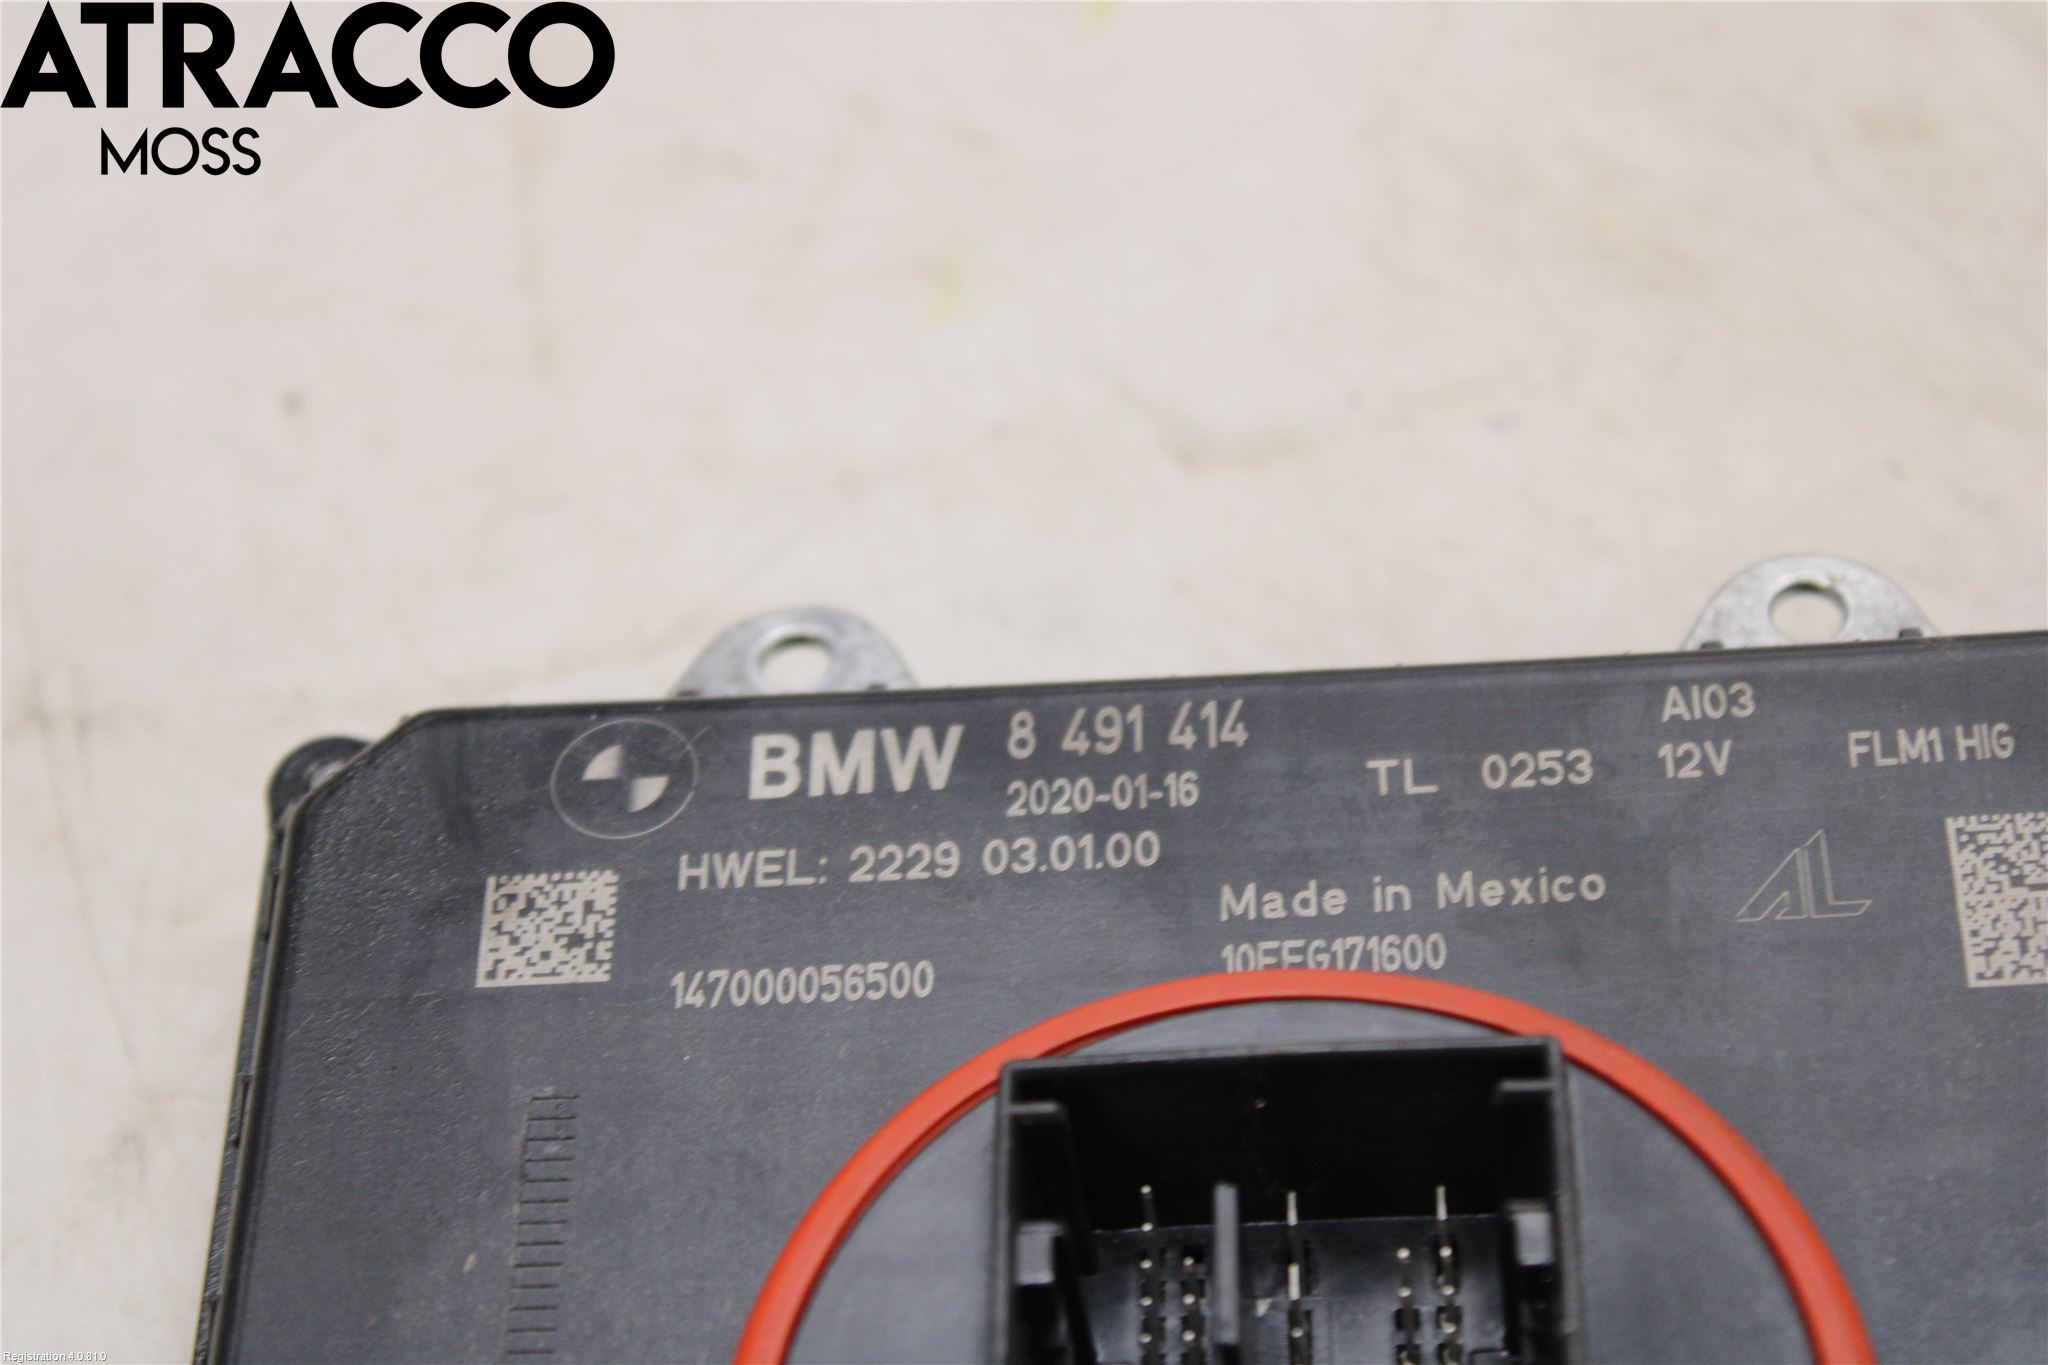 ATRACCO
MOSS
BMW 8 491 414
2020-01-16
HWEL: 2229 03.01.00
147000056500
TL 0253
AI03
12V
FLM1 HIG
Made in Mexico
AL
Registration 4.0.81.0